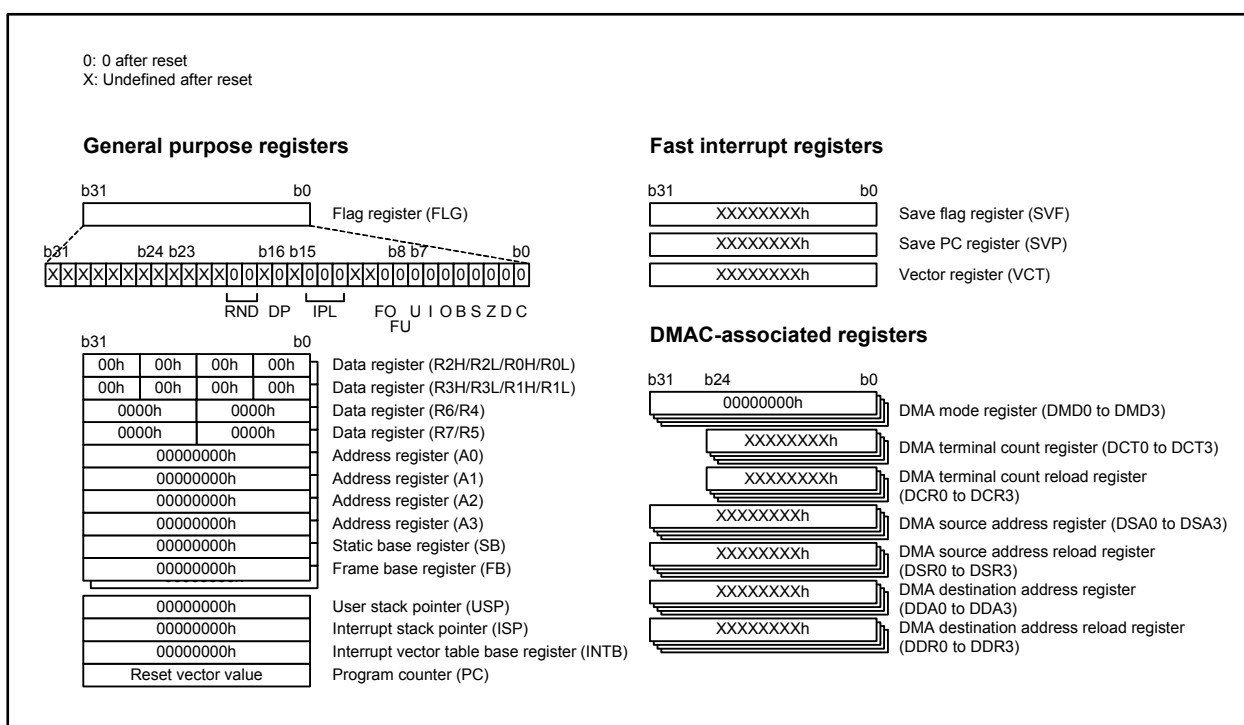 0: 0 after reset
X: Undefined after reset
General purpose registers
b31 b0
Flag register (FLG)
b31 b24 b23 b16 b15 b8 b7 b0
X X X X X X X X X X X X 0 0 X 0 X 0 0 0 X X 0 0 0 0 0 0 0 0 0 0
RND DP IPL FO U I O B S Z D C
FU
b31 b0
00h 00h 00h 00h Data register (R2H/R2L/R0H/R0L)
00h 00h 00h 00h Data register (R3H/R3L/R1H/R1L)
0000h 0000h Data register (R6/R4)
0000h 0000h Data register (R7/R5)
00000000h Address register (A0)
00000000h Address register (A1)
00000000h Address register (A2)
00000000h Address register (A3)
00000000h Static base register (SB)
00000000h Frame base register (FB)
00000000h User stack pointer (USP)
00000000h Interrupt stack pointer (ISP)
00000000h Interrupt vector table base register (INTB)
Reset vector value Program counter (PC)
Fast interrupt registers
b31 b0
XXXXXXXXh Save flag register (SVF)
XXXXXXXXh Save PC register (SVP)
XXXXXXXXh Vector register (VCT)
DMAC-associated registers
b31 b24 b0
00000000h DMA mode register (DMD0 to DMD3)
XXXXXXXXh DMA terminal count register (DCT0 to DCT3)
XXXXXXXXh DMA terminal count reload register
(DCR0 to DCR3)
XXXXXXXXh DMA source address register (DSA0 to DSA3)
XXXXXXXXh DMA source address reload register
(DSR0 to DSR3)
XXXXXXXXh DMA destination address register
(DDA0 to DDA3)
XXXXXXXXh DMA destination address reload register
(DDR0 to DDR3)